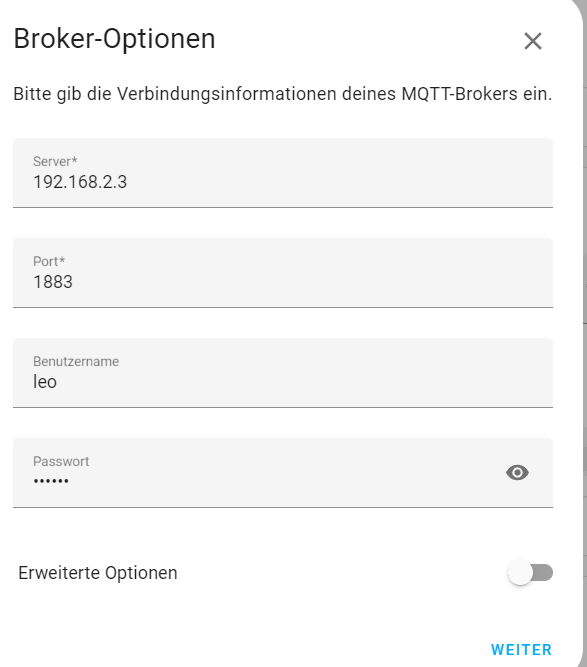 Broker-Optionen
Bitte gib die Verbindungsinformationen deines MQTT-Brokers ein.
Server*
192.168.2.3
Port*
1883
Benutzername
leo
Passwort
••••••
Erweiterte Optionen
WEITER